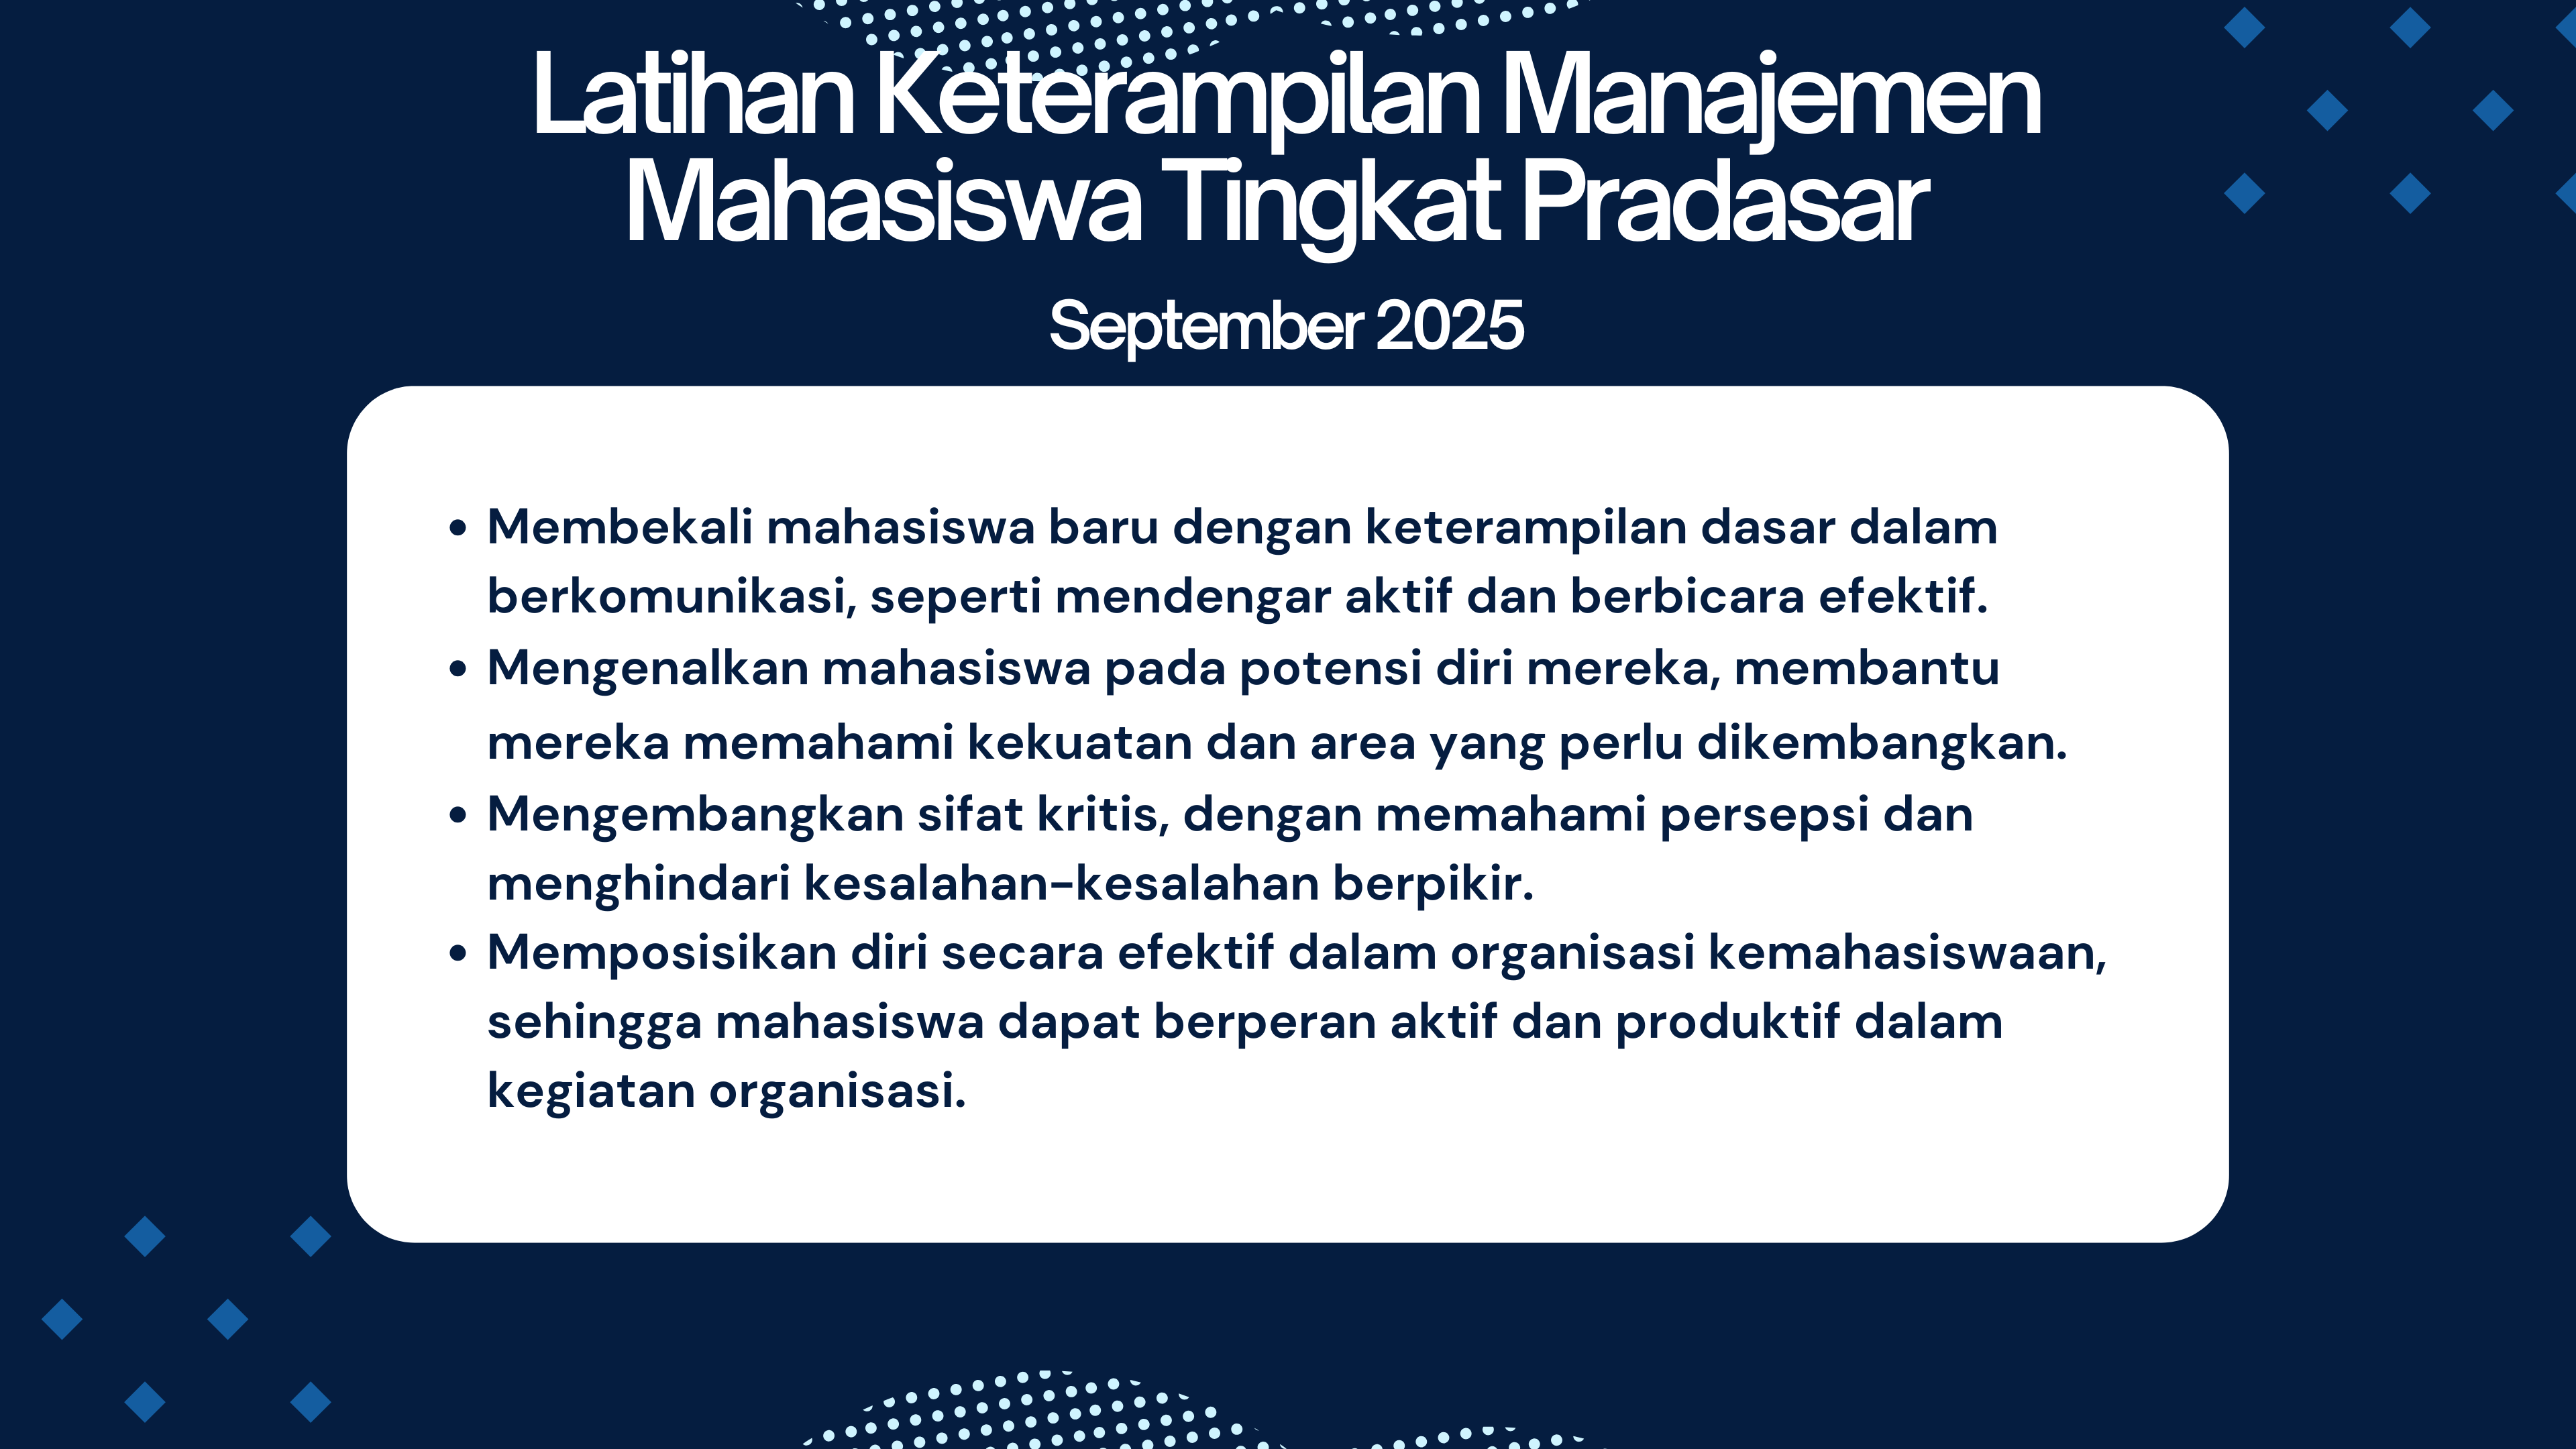 Latihan Keterampilan Manajemen
Mahasiswa Tingkat Pradasar
September 2025
• Membekali mahasiswa baru dengan keterampilan dasar dalam
berkomunikasi, seperti mendengar aktif dan berbicara efektif.
• Mengenalkan mahasiswa pada potensi diri mereka, membantu
mereka memahami kekuatan dan area yang perlu dikembangkan.
• Mengembangkan sifat kritis, dengan memahami persepsi dan
menghindari kesalahan-kesalahan berpikir.
• Memposisikan diri secara efektif dalam organisasi kemahasiswaan,
sehingga mahasiswa dapat berperan aktif dan produktif dalam
kegiatan organisasi.